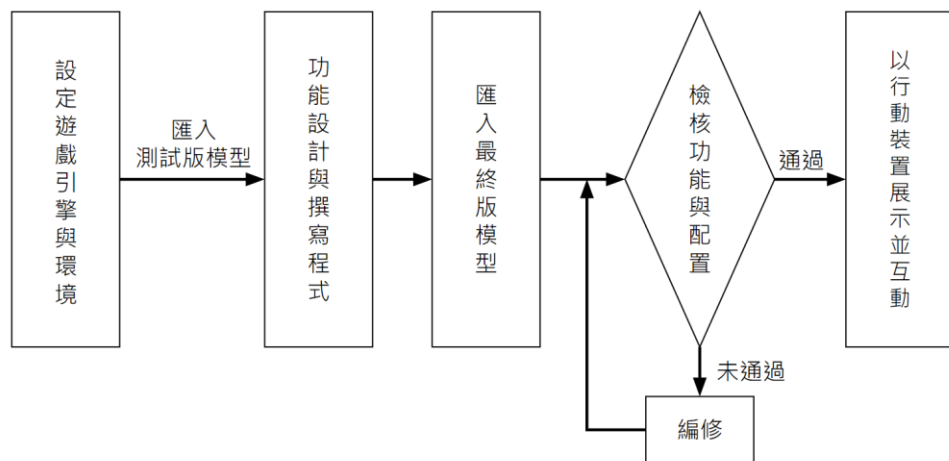 設定遊戲引擎與環境
匯入
測試版模型
功能設計與撰寫程式
匯入最終版模型
檢核功能與配置
通過
以行動裝置展示並互動
未通過
編修